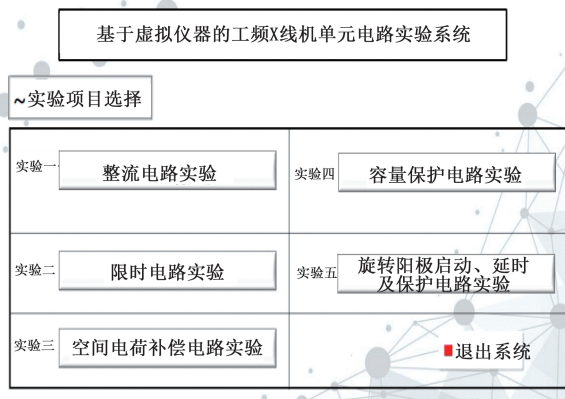 基于虚拟仪器的工频X线机单元电路实验系统
~实验项目选择
实验一 整流电路实验
实验四 容量保护电路实验
实验二 限时电路实验
实验五 旋转阳极启动、延时
及保护电路实验
实验三 空间电荷补偿电路实验
退出系统